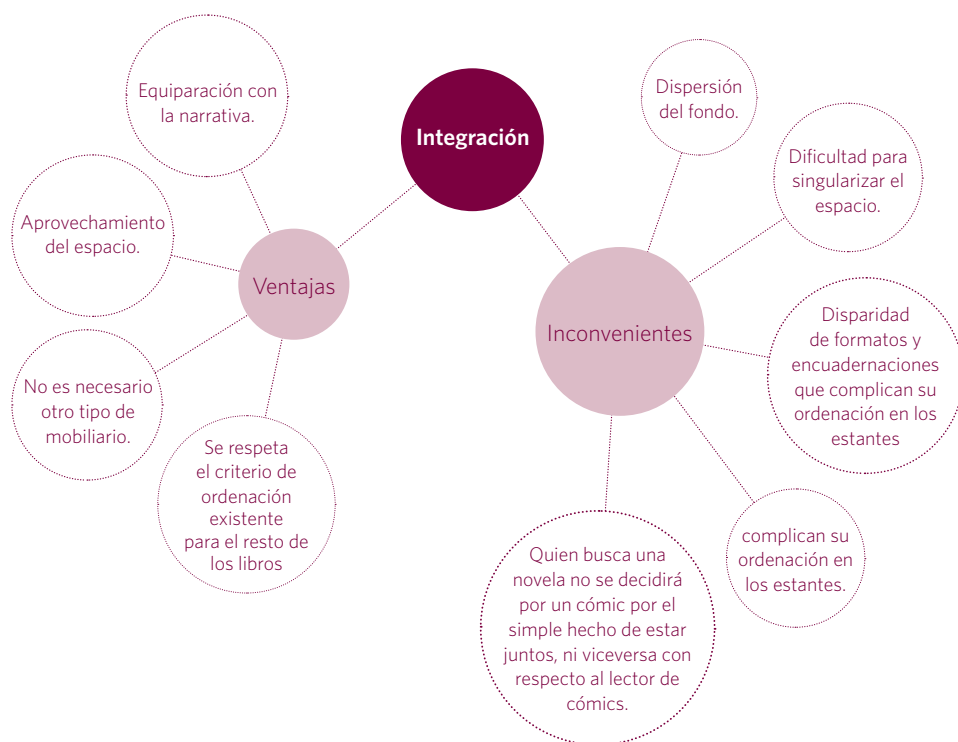 Integración
Ventajas
Equiparación con
la narrativa.
Aprovechamiento
del espacio.
No es necesario
otro tipo de
mobiliario.
Se respeta
el criterio de
ordenación
existente
para el resto de
los libros
Inconvenientes
Dispersión
del fondo.
Dificultad para
singularizar el
espacio.
Disparidad
de formatos y
encuadernaciones
que complican su
ordenación en los
estantes
complican su
ordenación en
los estantes.
Quien busca una
novela no se decidirá
por un cómic por el
simple hecho de estar
juntos, ni viceversa con
respecto al lector de
cómics.